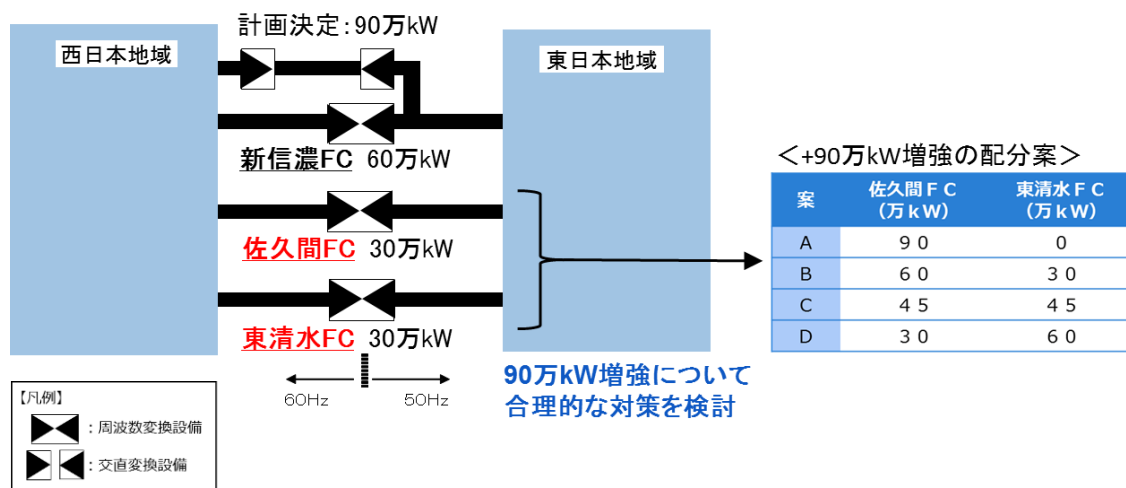 計画決定：90万kW
西日本地域
東日本地域
新信濃FC 60万kW
佐久間FC 30万kW
東清水FC 30万kW
60Hz 50Hz
90万kW増強について
合理的な対策を検討
＜+90万kW増強の配分案＞
案 佐久間ＦＣ（万ｋW） 東清水ＦＣ（万ｋW）
A ９０ ０
B ６０ ３０
C ４５ ４５
D ３０ ６０
【凡例】
：周波数変換設備
：交直変換設備